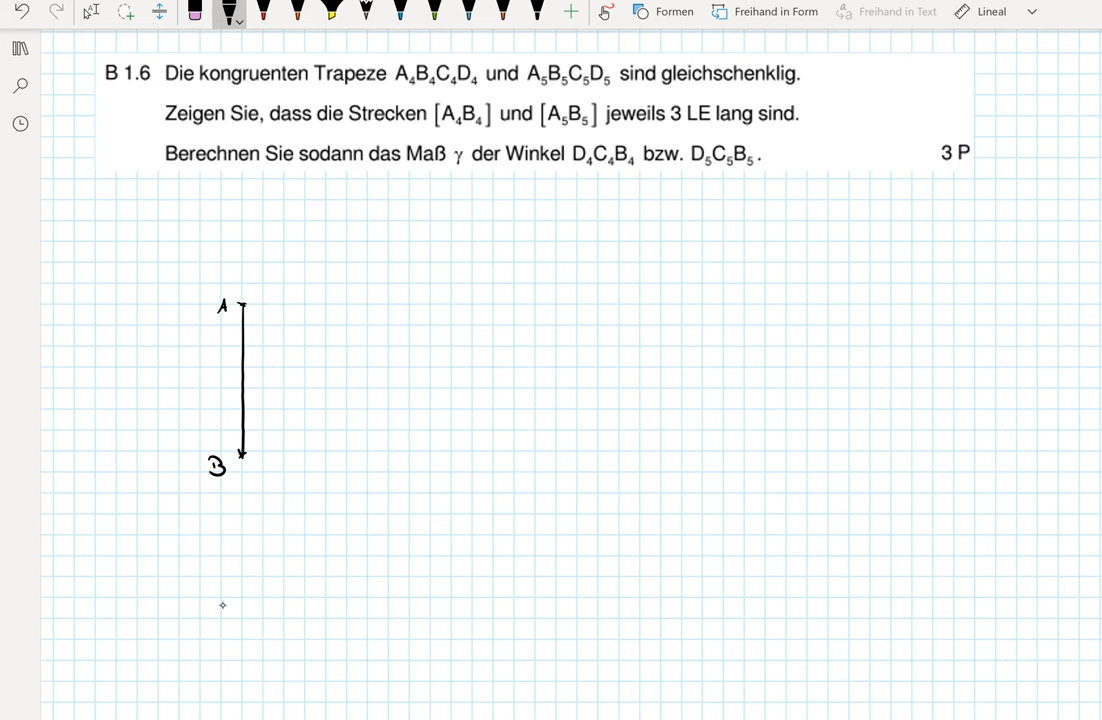 Formen Freihand in Form Freihand in Text Lineal
B 1.6 Die kongruenten Trapeze A₄B₄C₄D₄ und A₅B₅C₅D₅ sind gleichschenklig.
Zeigen Sie, dass die Strecken [A₄B₄] und [A₅B₅] jeweils 3 LE lang sind.
Berechnen Sie sodann das Maß γ der Winkel D₄C₄B₄ bzw. D₅C₅B₅. 3 P
A
B